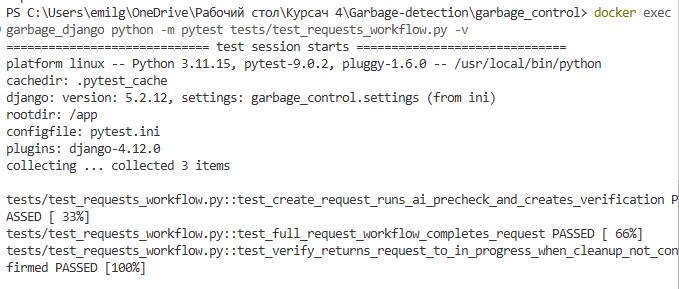 PS C:\Users\emilg\OneDrive\Рабочий стол\Курсач 4\Garbage-detection\garbage_control> docker exec
garbage_django python -m pytest tests/test_requests_workflow.py -v
============================= test session starts ==============================
platform linux -- Python 3.11.15, pytest-9.0.2, pluggy-1.6.0 -- /usr/local/bin/python
cachedir: .pytest_cache
django: version: 5.2.12, settings: garbage_control.settings (from ini)
rootdir: /app
configfile: pytest.ini
plugins: django-4.12.0
collecting ... collected 3 items
tests/test_requests_workflow.py::test_create_request_runs_ai_precheck_and_creates_verification P
ASSED [ 33%]
tests/test_requests_workflow.py::test_full_request_workflow_completes_request PASSED [ 66%]
tests/test_requests_workflow.py::test_verify_returns_request_to_in_progress_when_cleanup_not_con
firmed PASSED [100%]